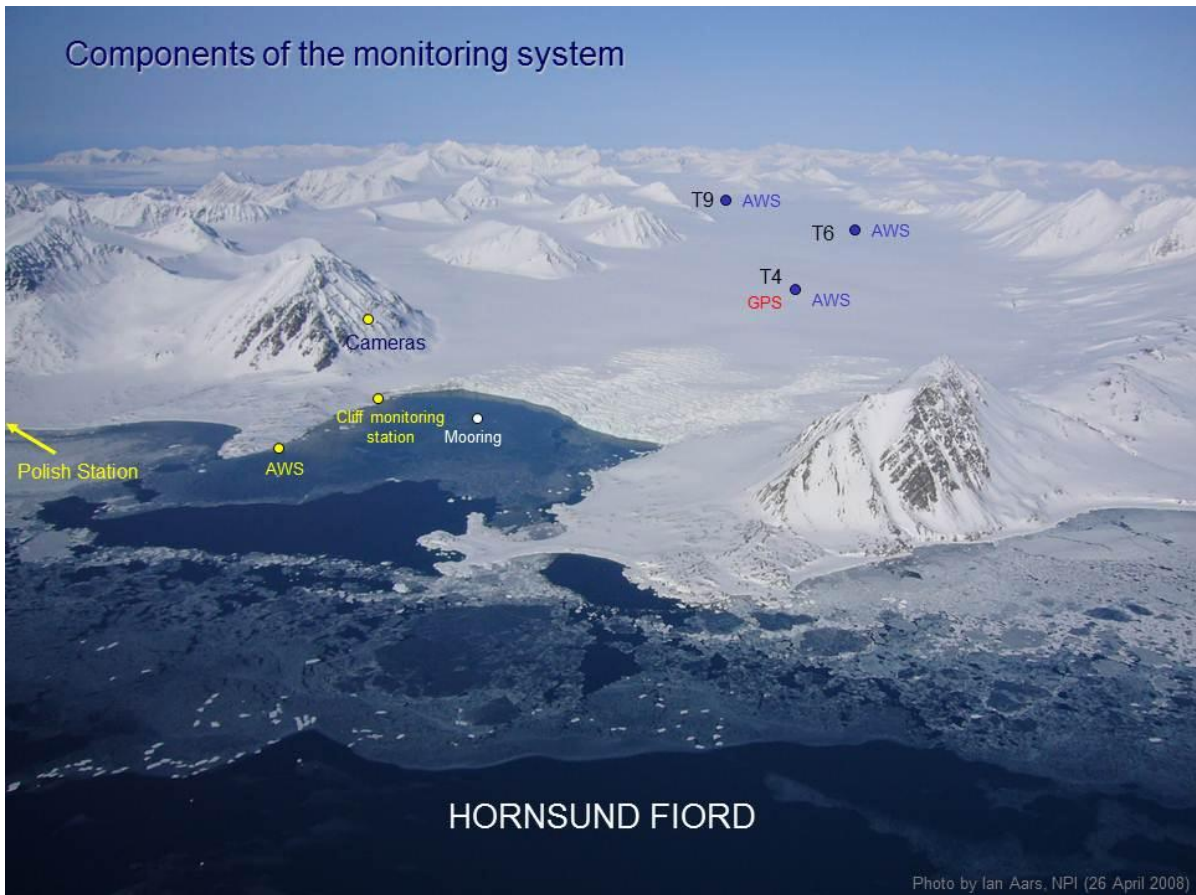 Components of the monitoring system
T9 AWS
T6 AWS
T4
GPS AWS
Cameras
Cliff monitoring
station
Mooring
AWS
Polish Station
HORNSUND FIORD
Photo by Ian Aars, NPI (26 April 2008)